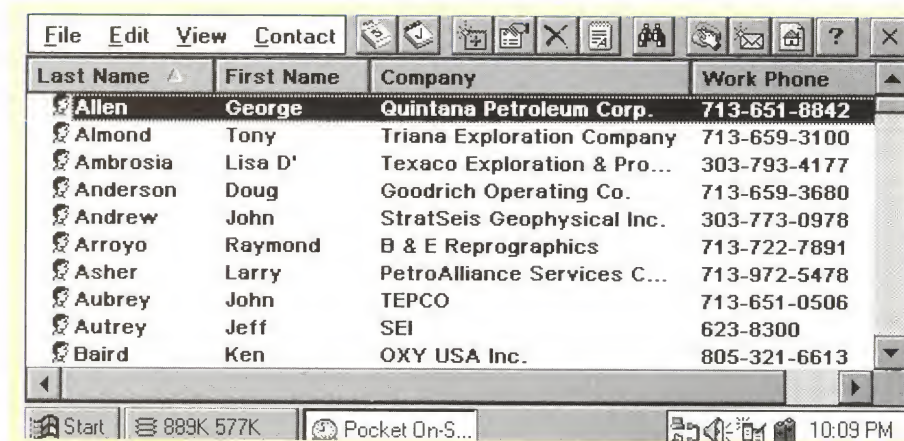 File Edit View Contact ?
Last Name First Name Company Work Phone
Allen George Quintana Petroleum Corp. 713-651-8842
Almond Tony Triana Exploration Company 713-659-3100
Ambrosia Lisa D' Texaco Exploration & Pro... 303-793-4177
Anderson Doug Goodrich Operating Co. 713-659-3680
Andrew John StratSeis Geophysical Inc. 303-773-0978
Arroyo Raymond B & E Reprographics 713-722-7891
Asher Larry PetroAlliance Services C... 713-972-5478
Aubrey John TEPCO 713-651-0506
Autrey Jeff SEI 623-8300
Baird Ken OXY USA Inc. 805-321-6613
Start 889K 577K Pocket On-S... 10:09 PM